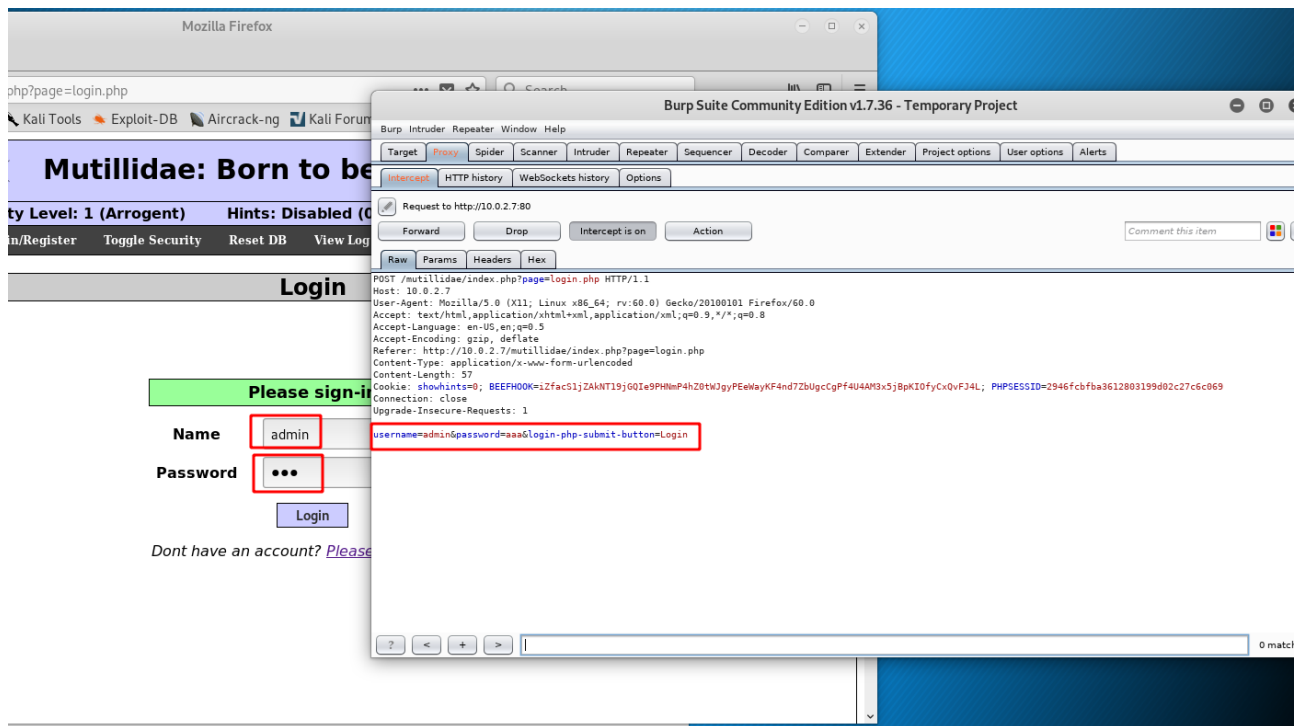 Mozilla Firefox
php?page=login.php
Search
Kali Tools Exploit-DB Aircrack-ng Kali Forum
Mutillidae: Born to be
ty Level: 1 (Arrogent) Hints: Disabled (0
in/Register Toggle Security Reset DB View Log
Login
Please sign-i
Name admin
Password •••
Login
Dont have an account? Please
Burp Suite Community Edition v1.7.36 - Temporary Project
Burp Intruder Repeater Window Help
Target Proxy Spider Scanner Intruder Repeater Sequencer Decoder Comparer Extender Project options User options Alerts
Intercept HTTP history WebSockets history Options
Request to http://10.0.2.7:80
Forward Drop Intercept is on Action Comment this item
Raw Params Headers Hex
POST /mutillidae/index.php?page=login.php HTTP/1.1
Host: 10.0.2.7
User-Agent: Mozilla/5.0 (X11; Linux x86_64; rv:60.0) Gecko/20100101 Firefox/60.0
Accept: text/html,application/xhtml+xml,application/xml;q=0.9,*/*;q=0.8
Accept-Language: en-US,en;q=0.5
Accept-Encoding: gzip, deflate
Referer: http://10.0.2.7/mutillidae/index.php?page=login.php
Content-Type: application/x-www-form-urlencoded
Content-Length: 57
Cookie: showhints=0; BEEFHOOK=iZfacS1jZAkNT19jGQIe9PHNmP4hZ0tWJgyPEeWayKF4nd7ZbUgcCgPf4U4AM3x5jBpKIOfyCxQvFJ4L; PHPSESSID=2946fcbfba3612803199d02c27c6c069
Connection: close
Upgrade-Insecure-Requests: 1
username=admin&password=aaa&login-php-submit-button=Login
? < + > 0 match